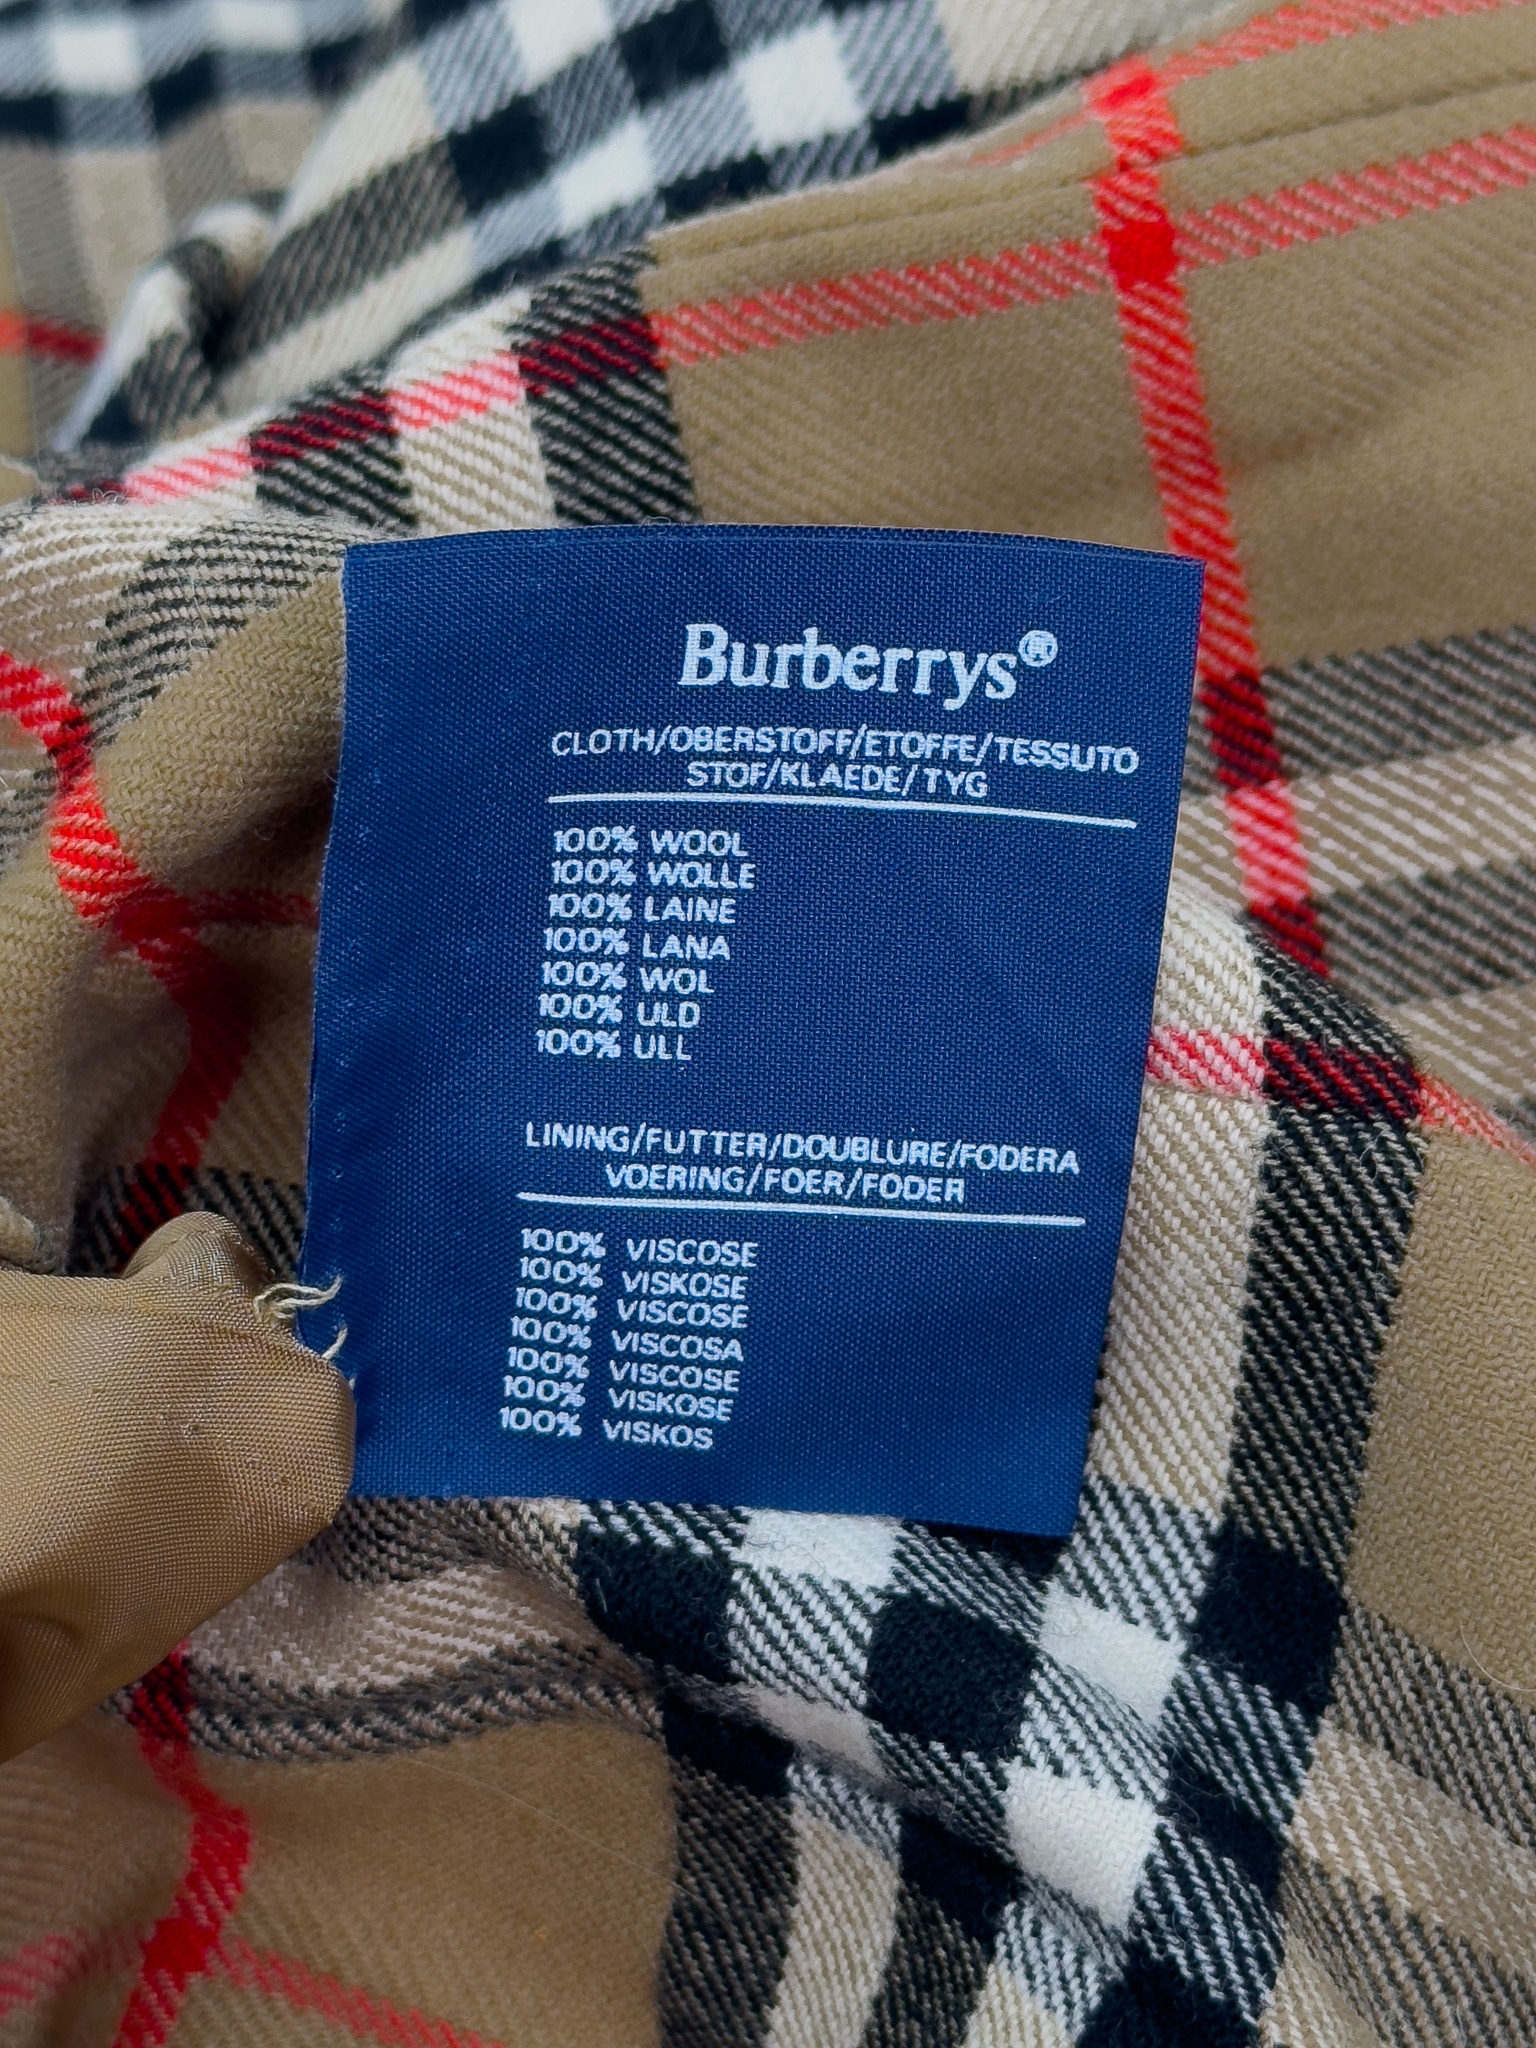 Burberrys®
CLOTH/OBERSTOFF/ETOFFE/TESSUTO
STOF/KLAEDE/TYG
100% WOOL
100% WOLLE
100% LAINE
100% LANA
100% WOL
100% ULD
100% ULL
LINING/FUTTER/DOUBLURE/FODERA
VOERING/FOER/FODER
100% VISCOSE
100% VISKOSE
100% VISCOSE
100% VISCOSA
100% VISCOSE
100% VISKOSE
100% VISKOS